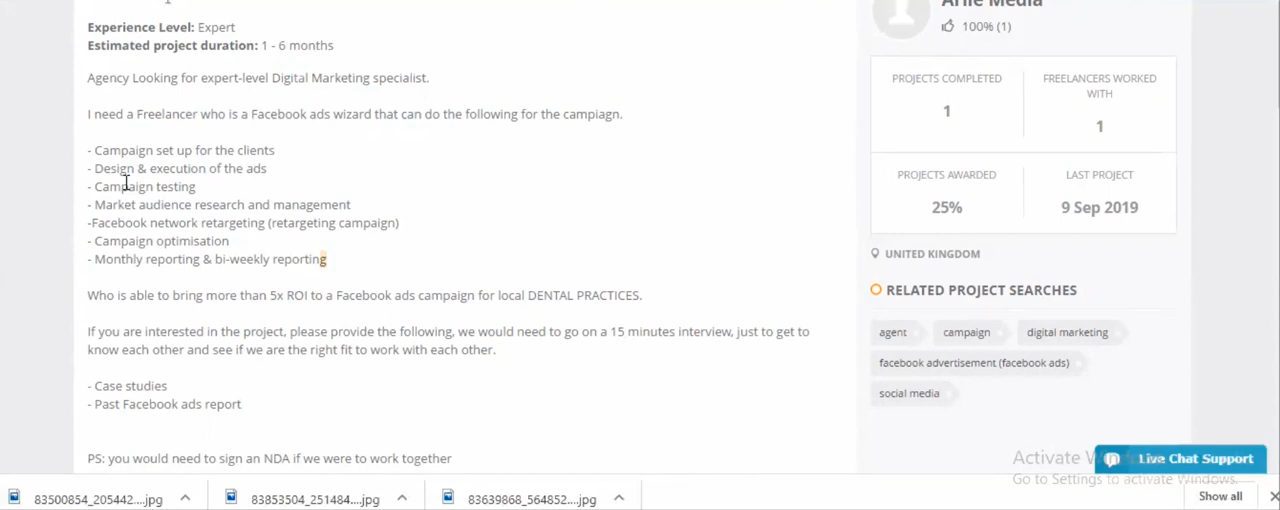 Experience Level: Expert
Estimated project duration: 1 - 6 months
Agency Looking for expert-level Digital Marketing specialist.
I need a Freelancer who is a Facebook ads wizard that can do the following for the campiagn.
- Campaign set up for the clients
- Design & execution of the ads
- Campaign testing
- Market audience research and management
-Facebook network retargeting (retargeting campaign)
- Campaign optimisation
- Monthly reporting & bi-weekly reporting
Who is able to bring more than 5x ROI to a Facebook ads campaign for local DENTAL PRACTICES.
If you are interested in the project, please provide the following, we would need to go on a 15 minutes interview, just to get to
know each other and see if we are the right fit to work with each other.
- Case studies
- Past Facebook ads report
PS: you would need to sign an NDA if we were to work together
Media
100% (1)
PROJECTS COMPLETED
1
FREELANCERS WORKED
WITH
1
PROJECTS AWARDED
25%
LAST PROJECT
9 Sep 2019
UNITED KINGDOM
RELATED PROJECT SEARCHES
agent
campaign
digital marketing
facebook advertisement (facebook ads)
social media
Activate
Live Chat Support
Go to Settings to activate Windows.
83500854_205442....jpg
83853504_251484....jpg
83639868_564852....jpg
Show all